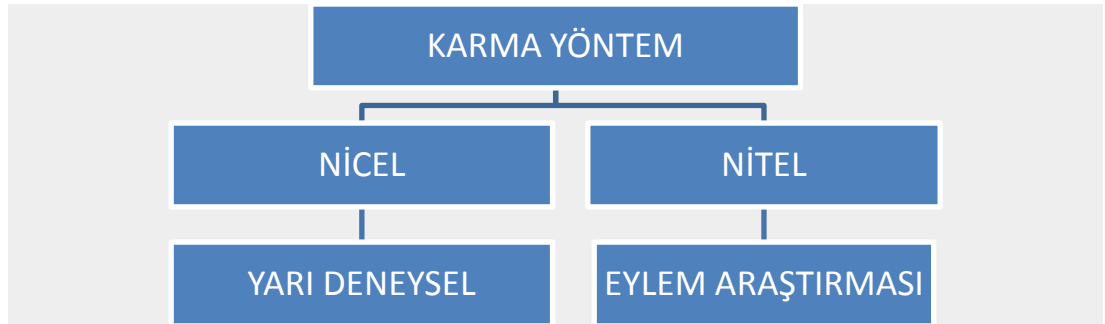 KARMA YÖNTEM
NİCEL
NİTEL
YARI DENEYSEL
EYLEM ARAŞTIRMASI